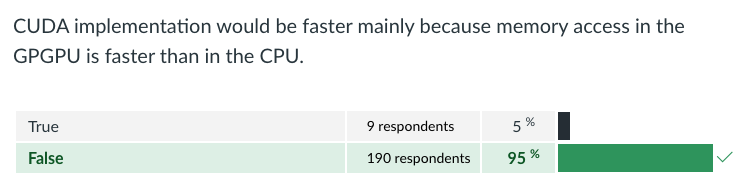 CUDA implementation would be faster mainly because memory access in the
GPGPU is faster than in the CPU.
True 9 respondents 5 %
False 190 respondents 95 %